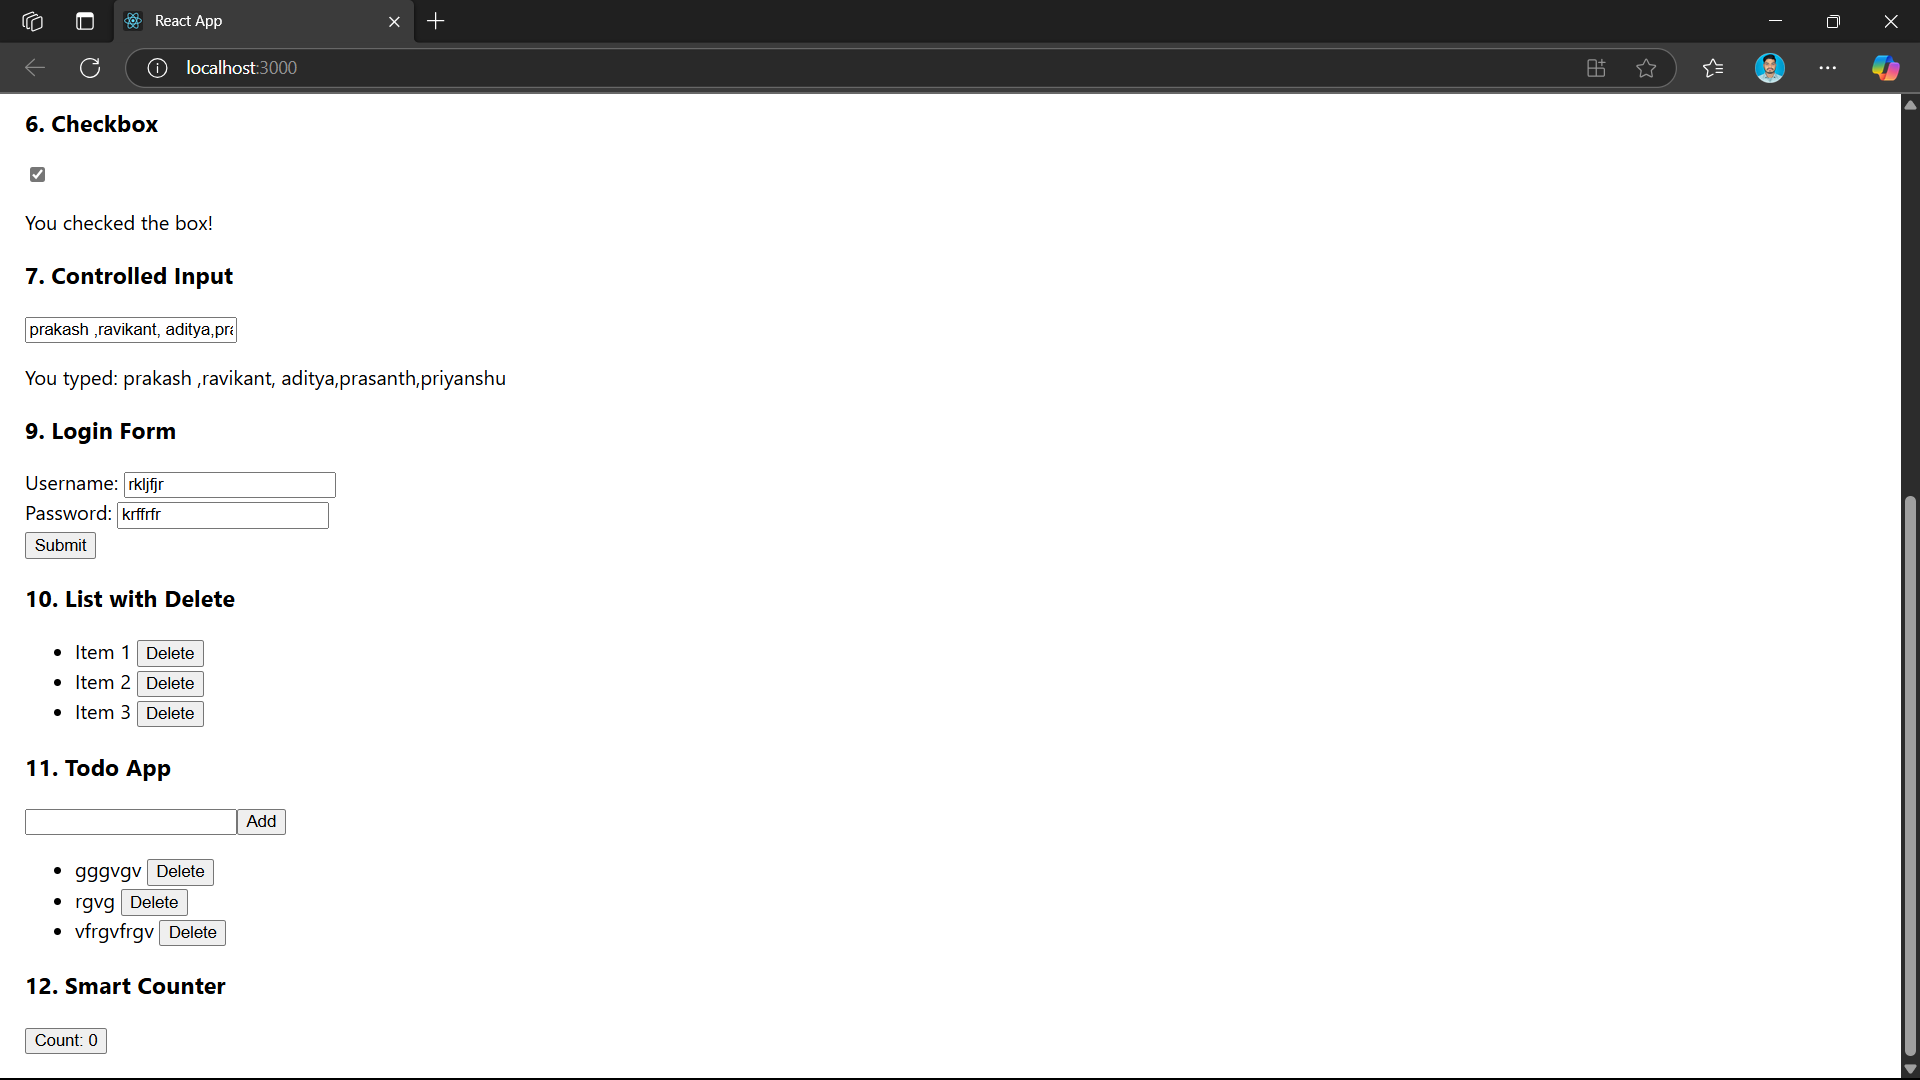 React App
localhost:3000
6. Checkbox
You checked the box!
7. Controlled Input
prakash ,ravikant, aditya,pra
You typed: prakash ,ravikant, aditya,prasanth,priyanshu
9. Login Form
Username: rkljfjr
Password: krffrfr
Submit
10. List with Delete
• Item 1 Delete
• Item 2 Delete
• Item 3 Delete
11. Todo App
Add
• gggvgv Delete
• rgvg Delete
• vfrgvfrgv Delete
12. Smart Counter
Count: 0